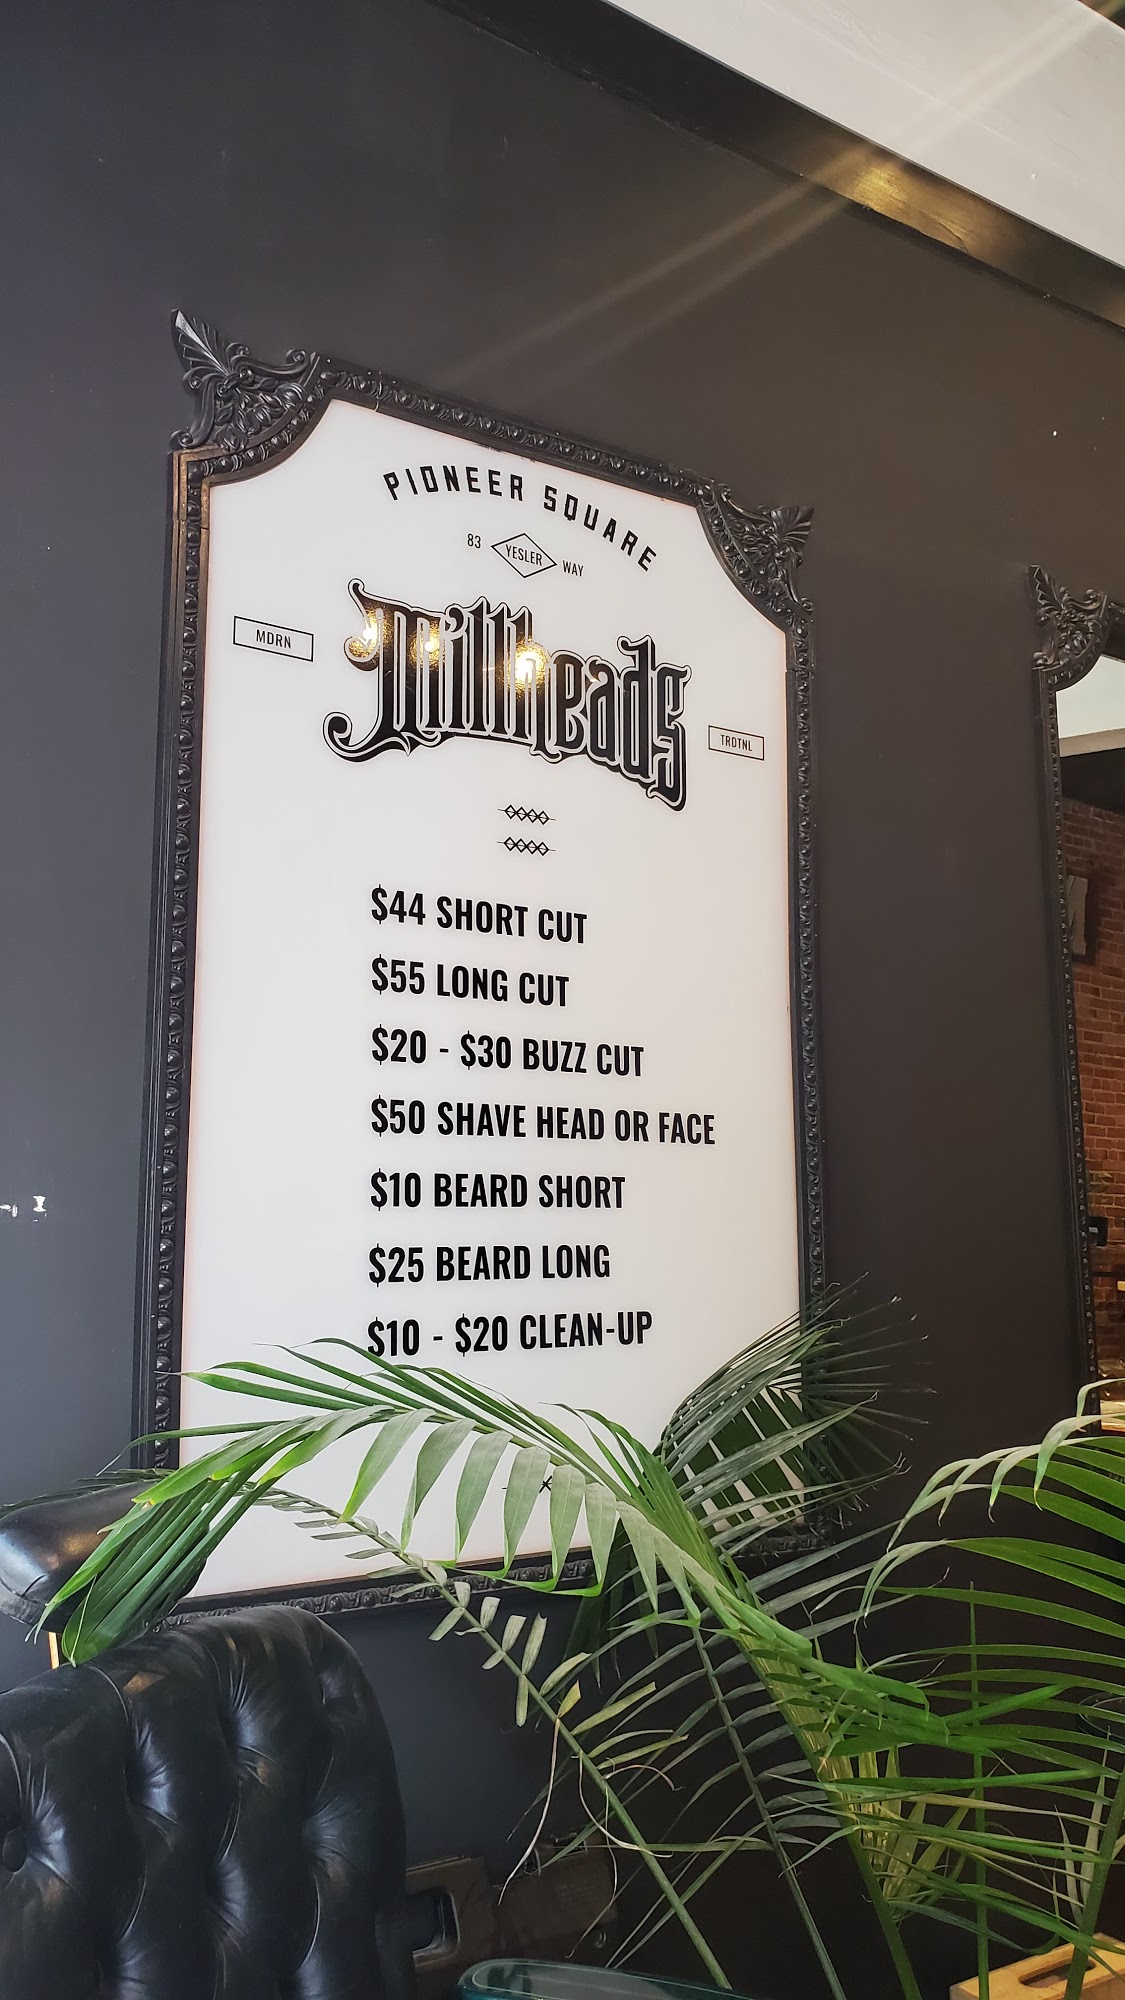 PIONEER SQUARE
83 YESLER WAY
MDRN
Millheads
TRDTNL
$44 SHORT CUT
$55 LONG CUT
$20 - $30 BUZZ CUT
$50 SHAVE HEAD OR FACE
$10 BEARD SHORT
$25 BEARD LONG
$10 - $20 CLEAN-UP